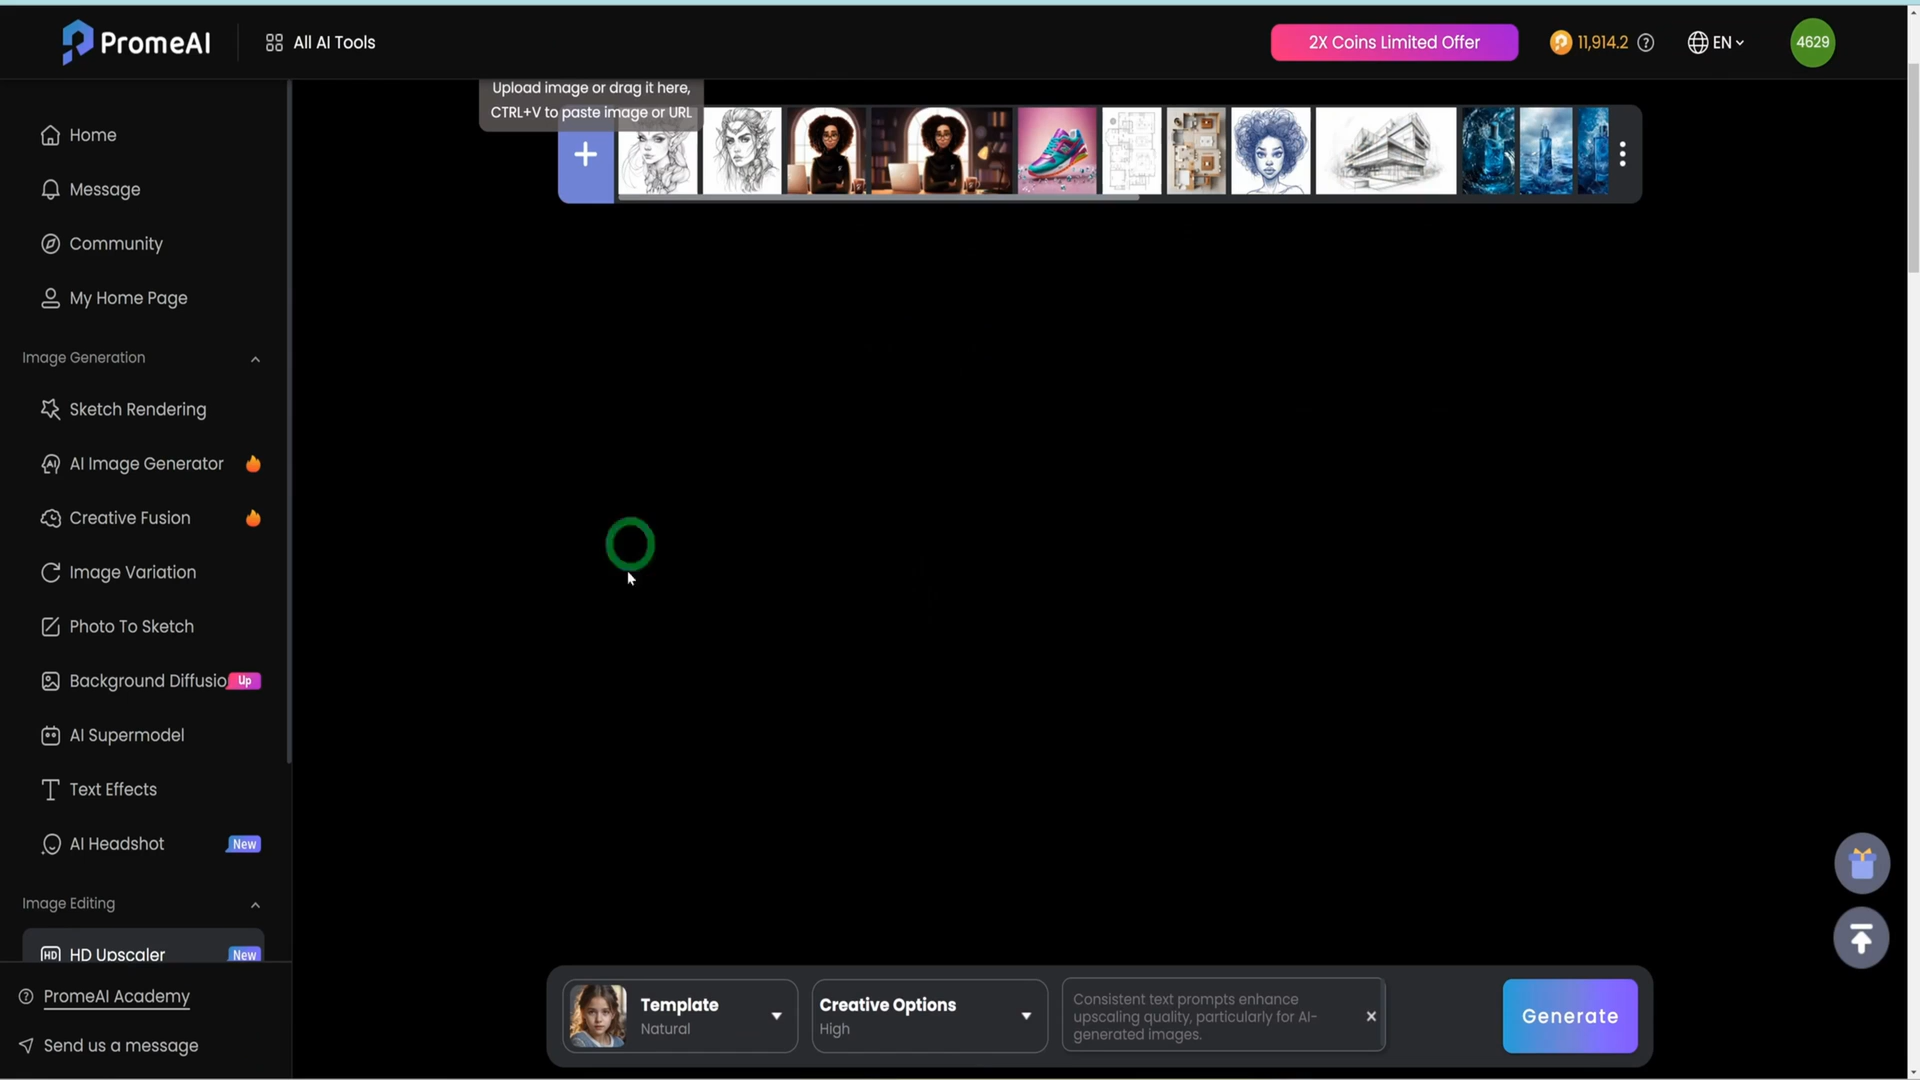 PromeAI
All AI Tools
2X Coins Limited Offer
11,914.2
?
EN
4629
Upload image or drag it here,
CTRL+V to paste image or URL
+
Home
Message
Community
My Home Page
Image Generation
Sketch Rendering
AI Image Generator
Creative Fusion
Image Variation
Photo To Sketch
Background Diffusio
Up
AI Supermodel
Text Effects
AI Headshot
New
Image Editing
HD
HD Upscaler
New
PromeAI Academy
Send us a message
Template
Natural
Creative Options
High
Consistent text prompts enhance
upscaling quality, particularly for AI-
generated images.
Generate